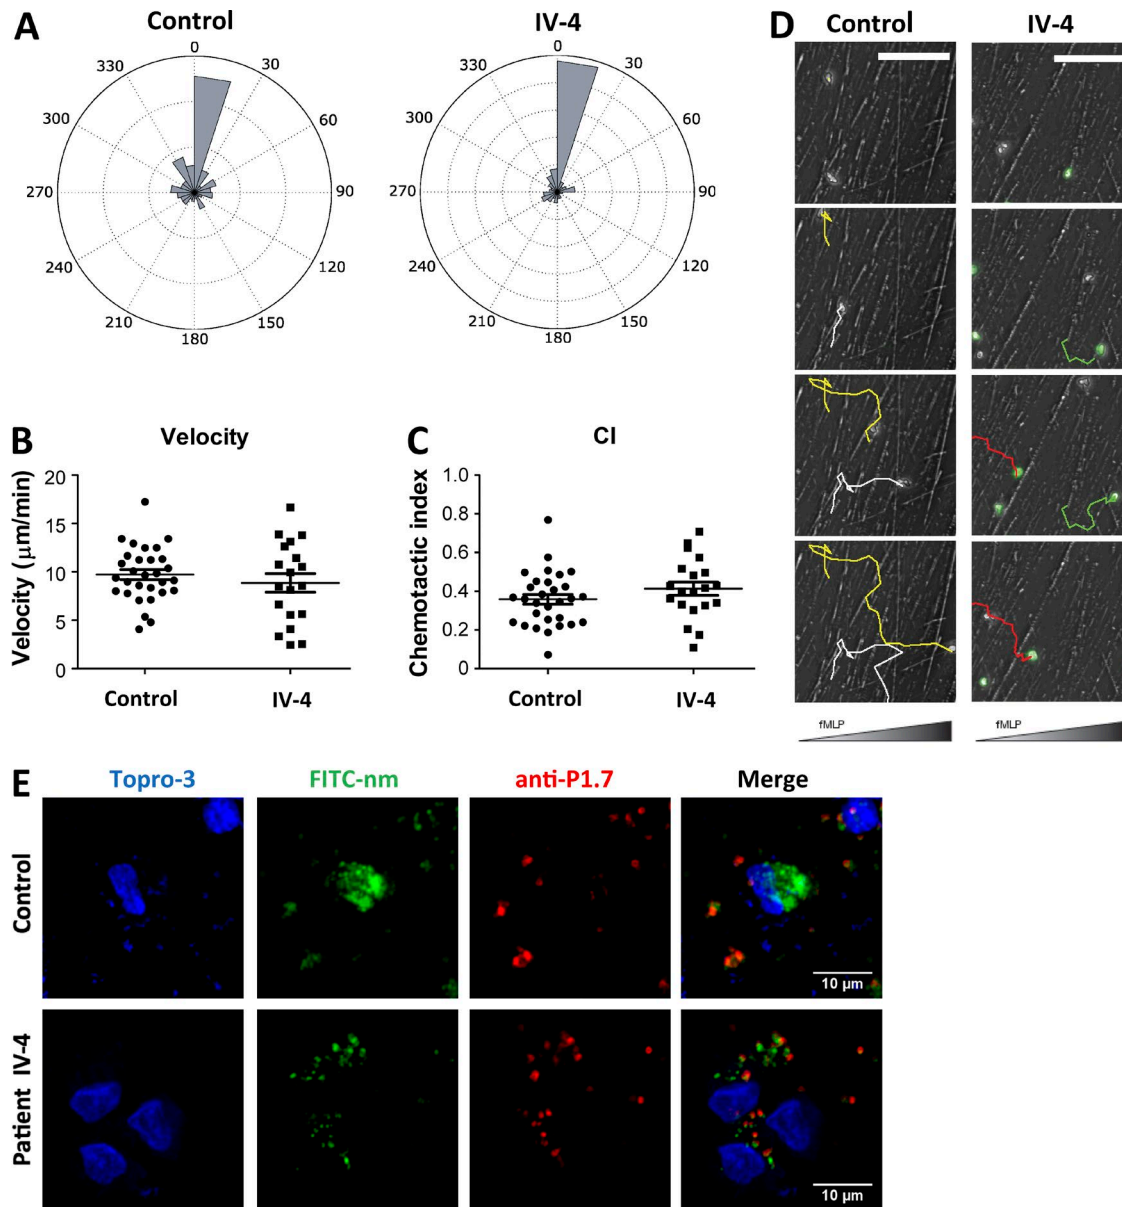 A
Control
IV-4
0
30
60
90
120
150
180
210
240
270
300
330
0
30
60
90
120
150
180
210
240
270
300
330
B
Velocity
Velocity (μm/min)
20
15
10
5
0
Control
IV-4
C
CI
Chemotactic index
1.0
0.8
0.6
0.4
0.2
0
Control
IV-4
D
Control
IV-4
fMLP
fMLP
E
Topro-3
FITC-nm
anti-P1.7
Merge
Control
10 μm
Patient IV-4
10 μm